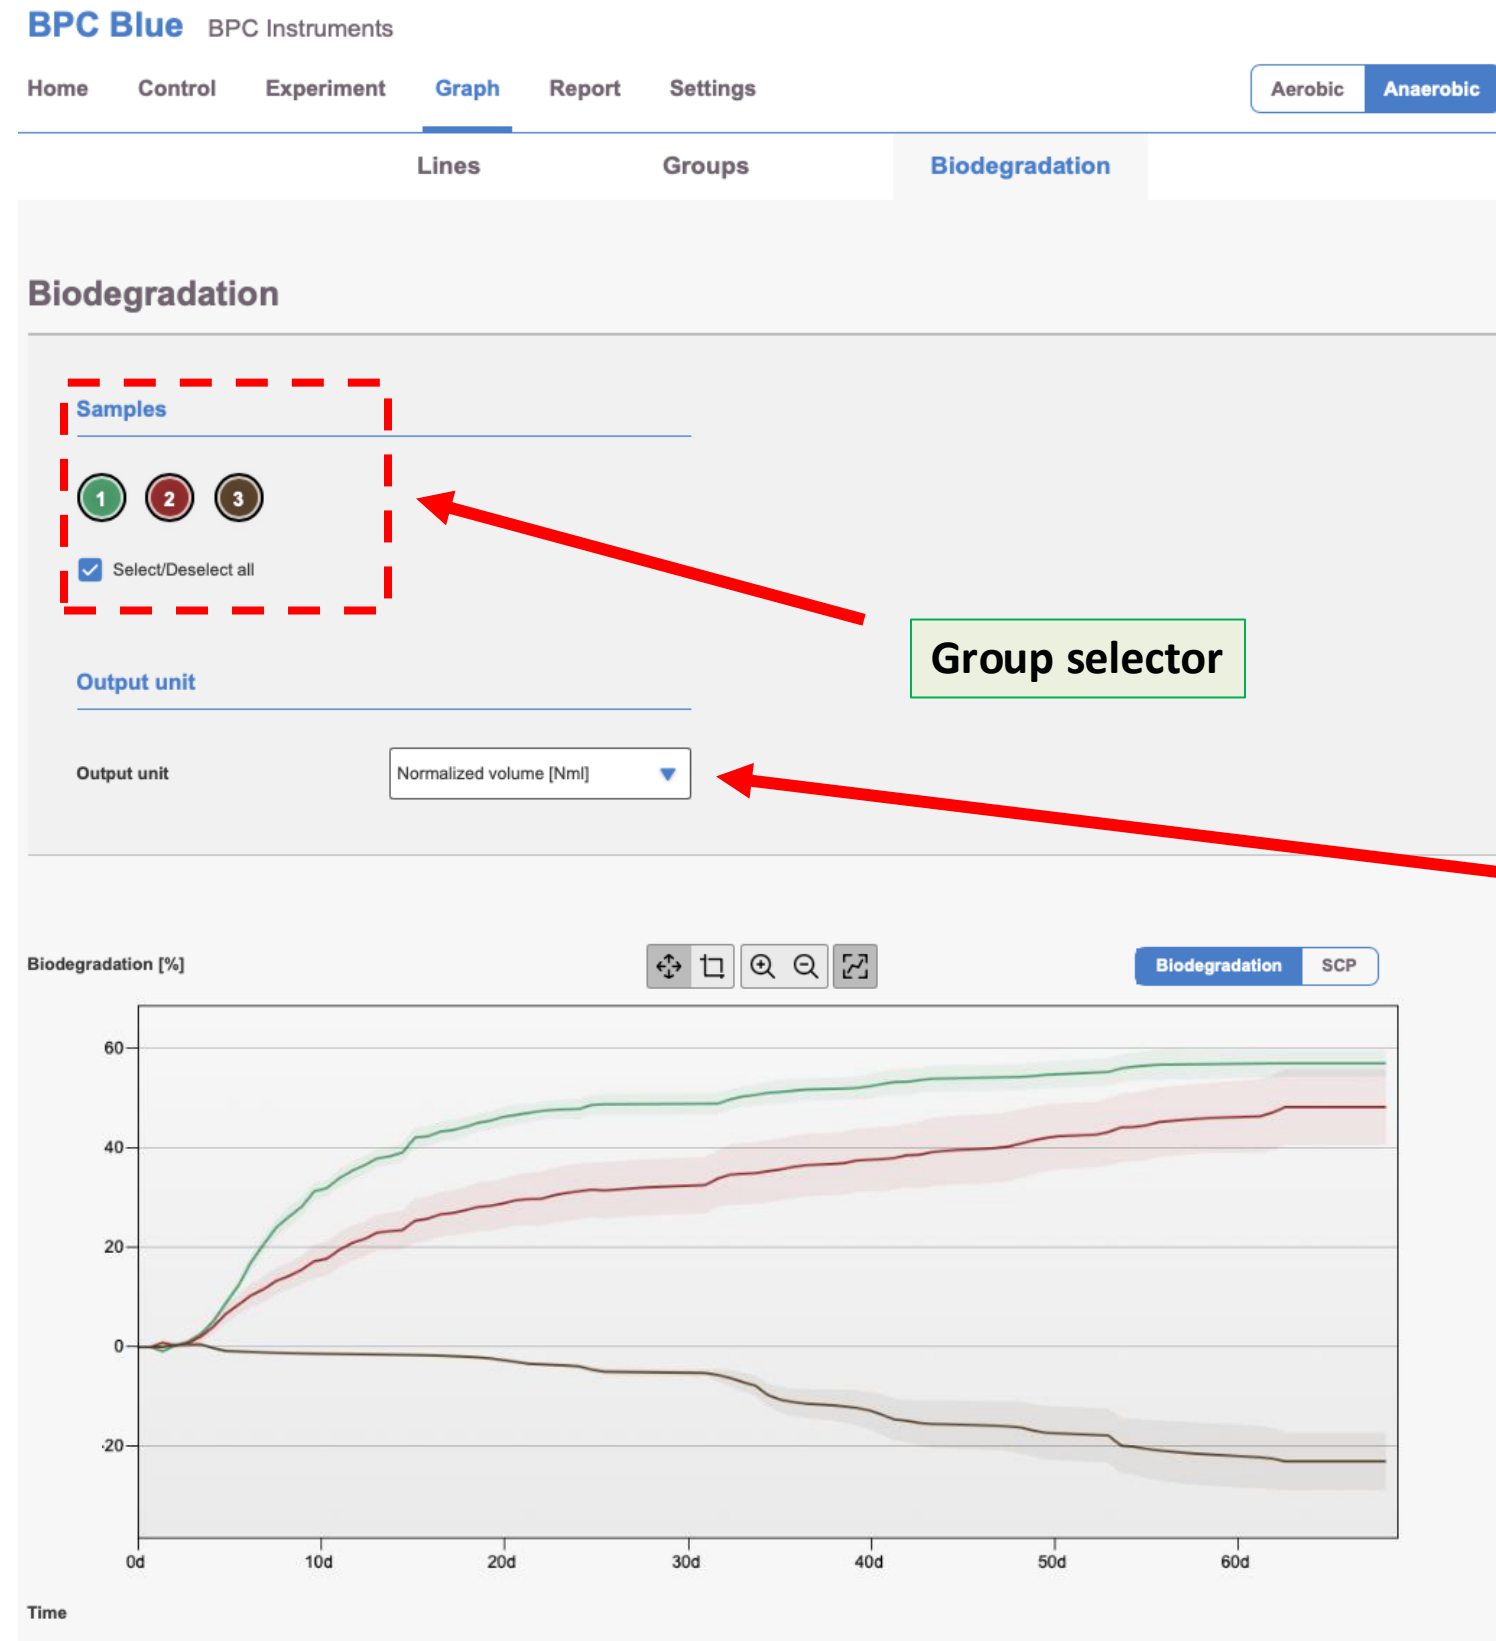 BPC Blue BPC Instruments
Home Control Experiment Graph Report Settings Aerobic Anaerobic
Lines Groups Biodegradation
Biodegradation
Samples
1 2 3
Select/Deselect all
Group selector
Output unit
Output unit Normalized volume [Nml]
Biodegradation [%] Biodegradation SCP
60
40
20
0
-20
0d 10d 20d 30d 40d 50d 60d
Time